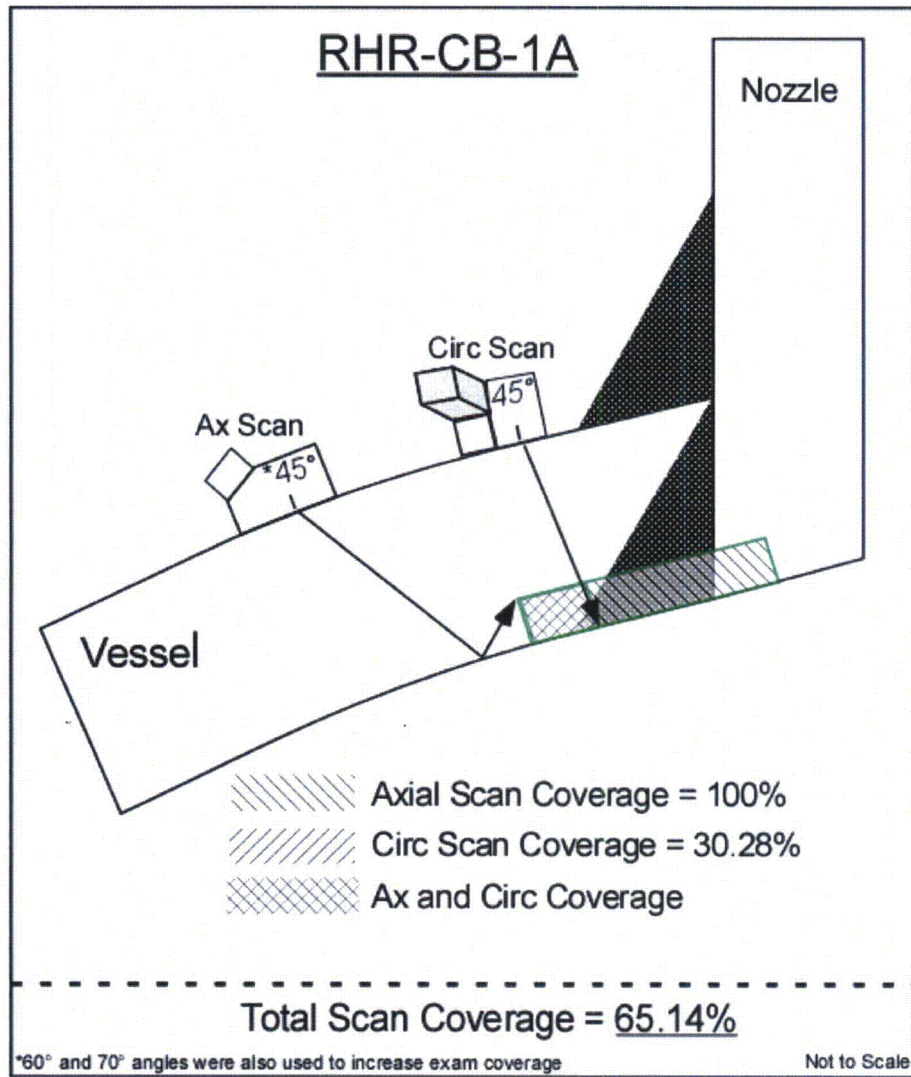 RHR-CB-1A
Nozzle
Circ Scan
45°
Ax Scan
*45°
Vessel
Axial Scan Coverage = 100%
Circ Scan Coverage = 30.28%
Ax and Circ Coverage
Total Scan Coverage = 65.14%
*60° and 70° angles were also used to increase exam coverage
Not to Scale